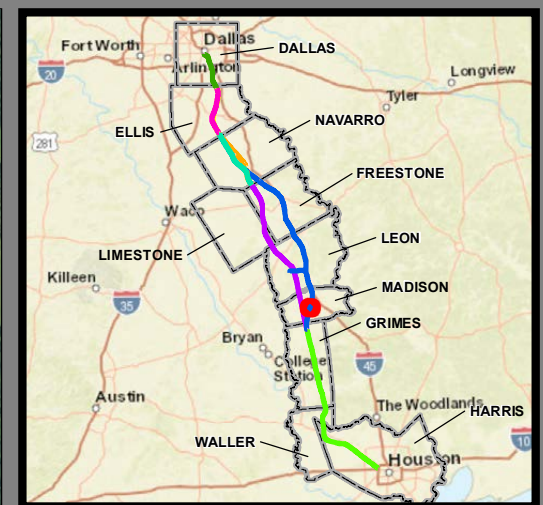 Fort Worth
Dallas
DALLAS
Arlington
Longview
20
Tyler
ELLIS
NAVARRO
281
FREESTONE
Waco
LEON
LIMESTONE
Killeen
MADISON
35
GRIMES
Bryan
College
Station
45
Austin
The Woodlands
HARRIS
WALLER
10
Houston